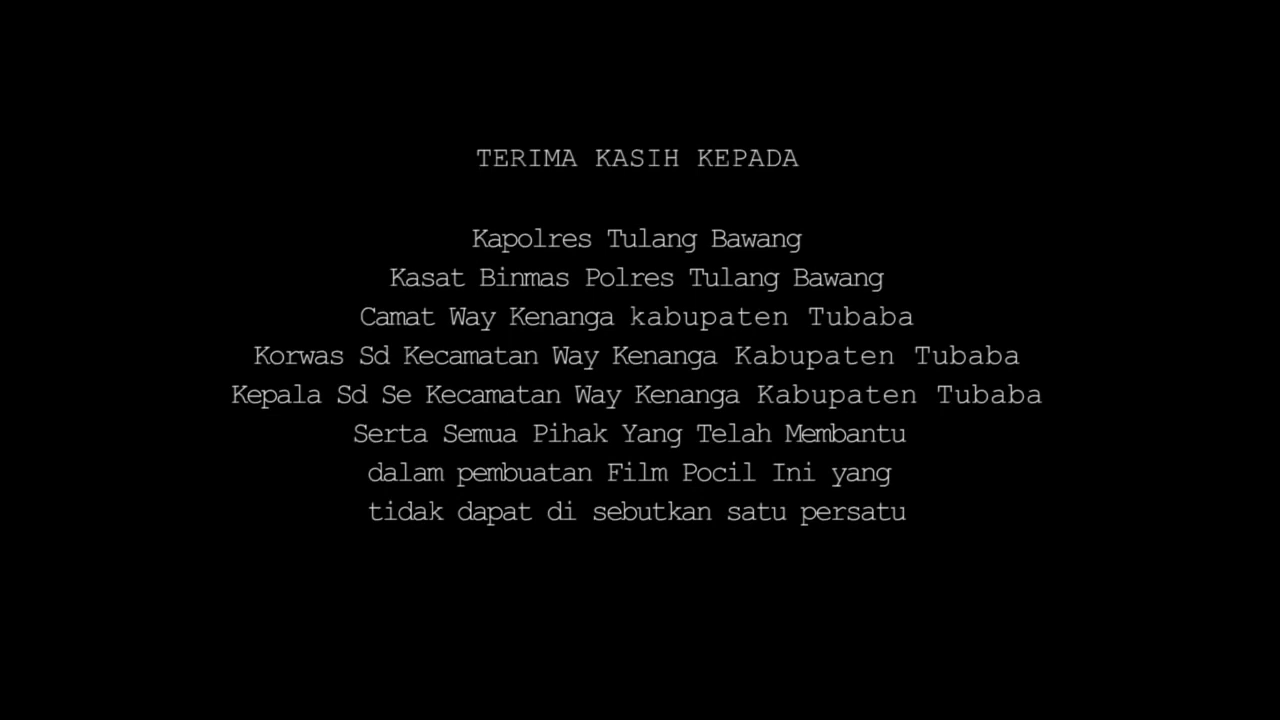 TERIMA KASIH KEPADA
Kapolres Tulang Bawang
Kasat Binmas Polres Tulang Bawang
Camat Way Kenanga kabupaten Tubaba
Korwas Sd Kecamatan Way Kenanga Kabupaten Tubaba
Kepala Sd Se Kecamatan Way Kenanga Kabupaten Tubaba
Serta Semua Pihak Yang Telah Membantu
dalam pembuatan Film Pocil Ini yang
tidak dapat di sebutkan satu persatu